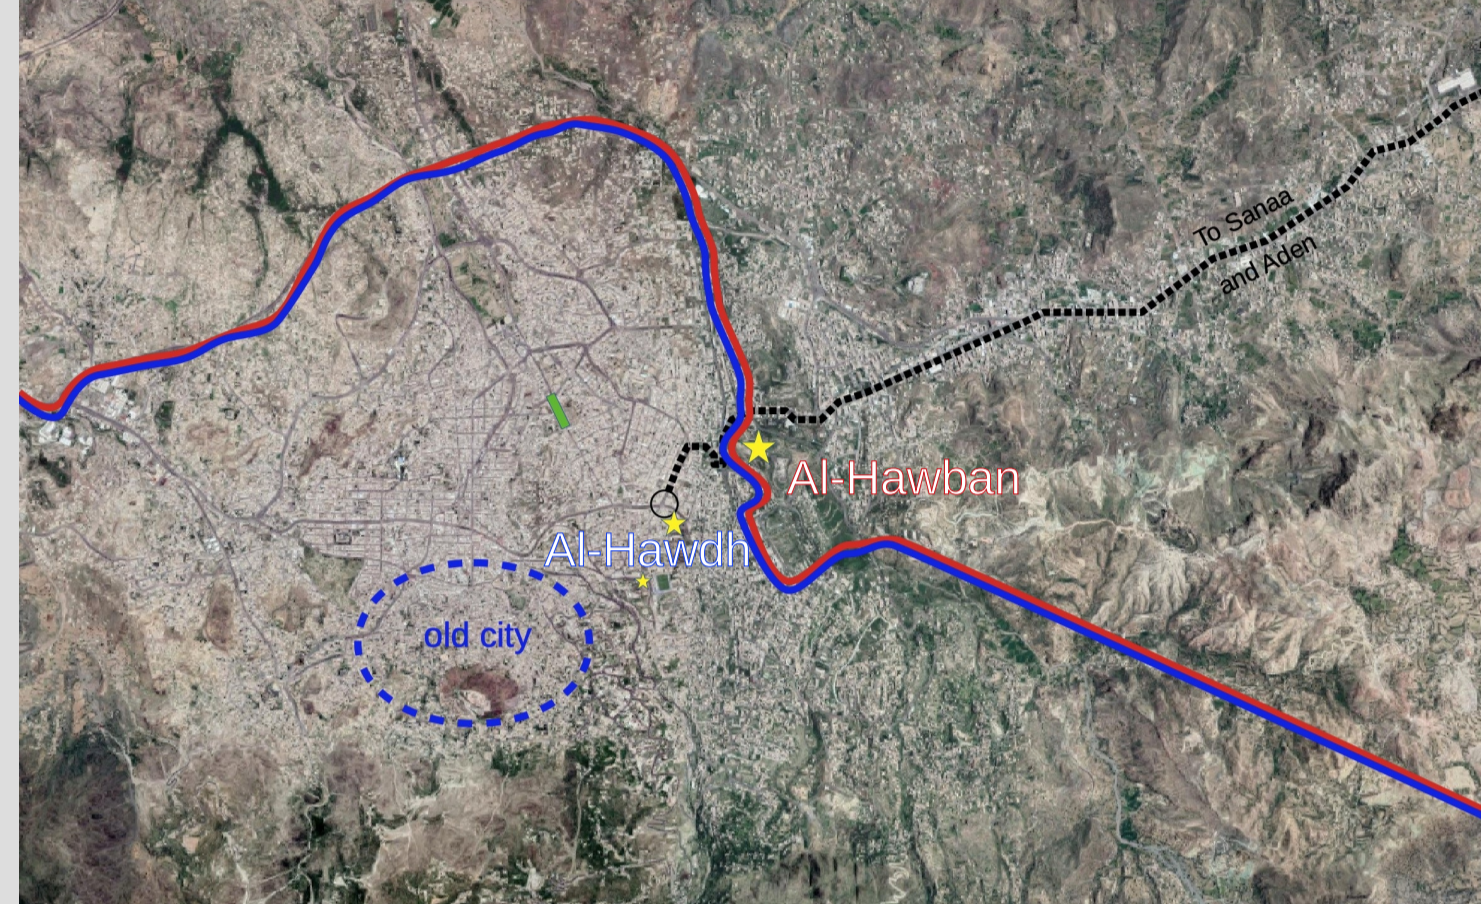 To Sanaa
and Aden
Al-Hawban
Al-Hawdh
old city